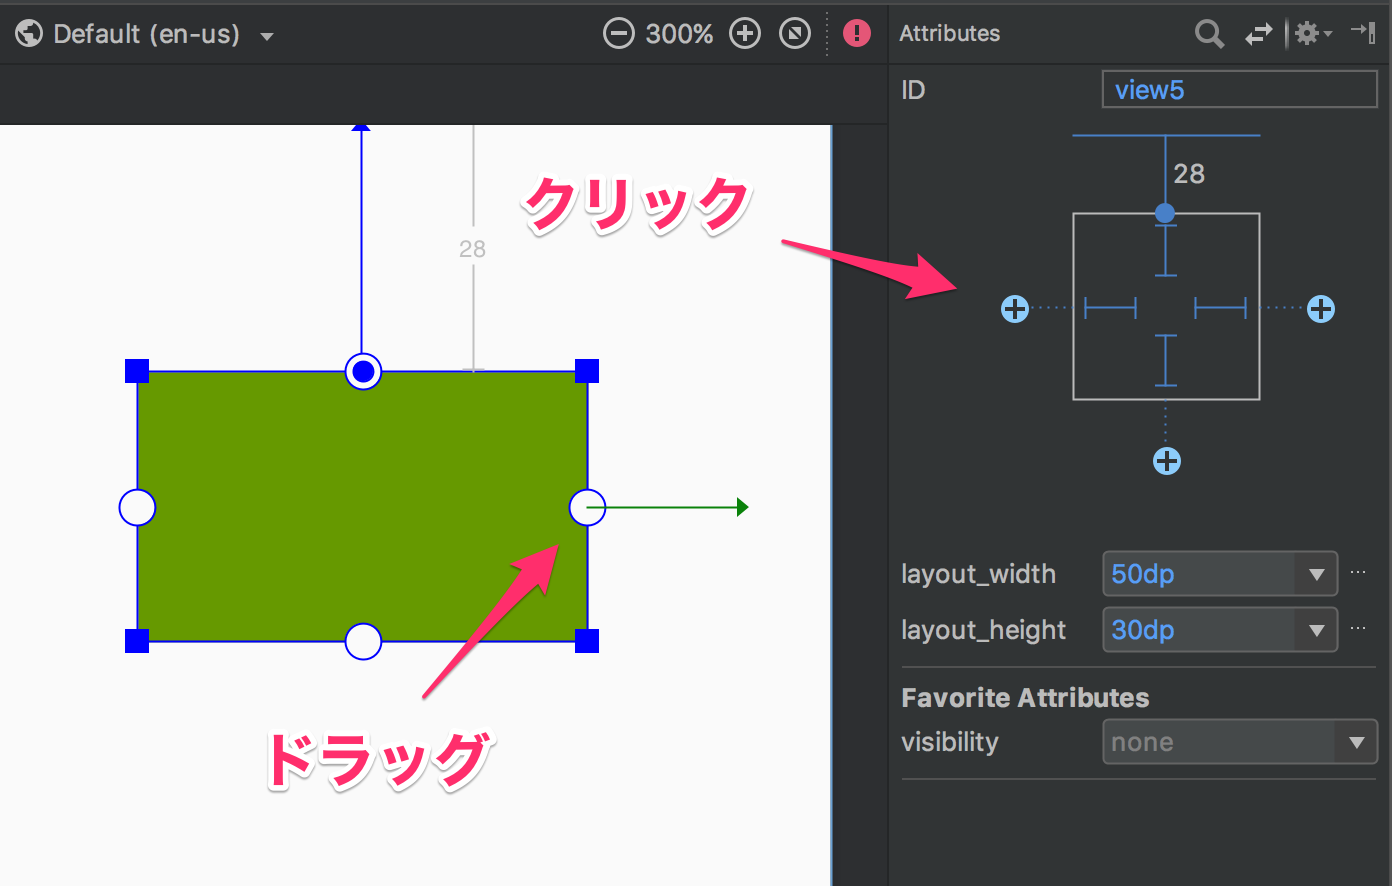 Default (en-us)
300%
Attributes
ID
view5
28
クリック
28
ドラッグ
layout_width
50dp
layout_height
30dp
Favorite Attributes
visibility
none